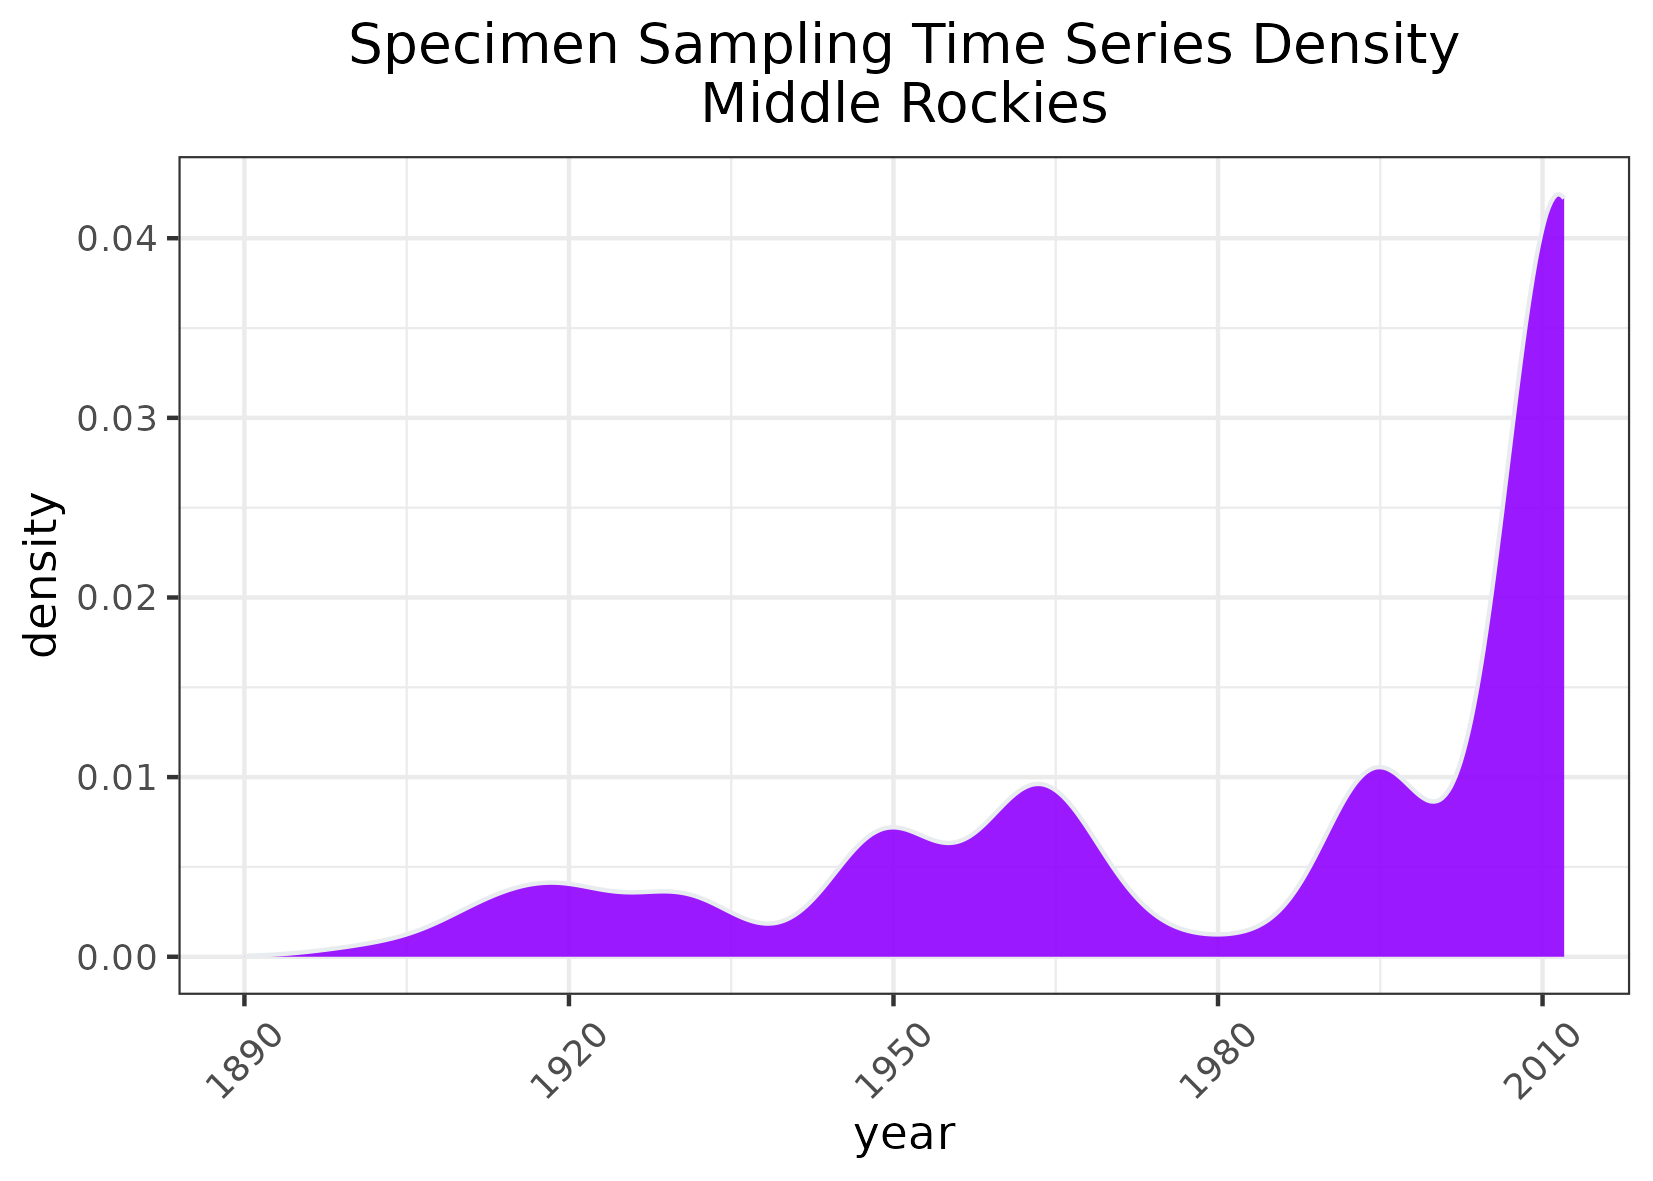 Specimen Sampling Time Series Density
Middle Rockies
0.04
0.03
0.02
0.01
0.00
density
1890
1920
1950
1980
2010
year